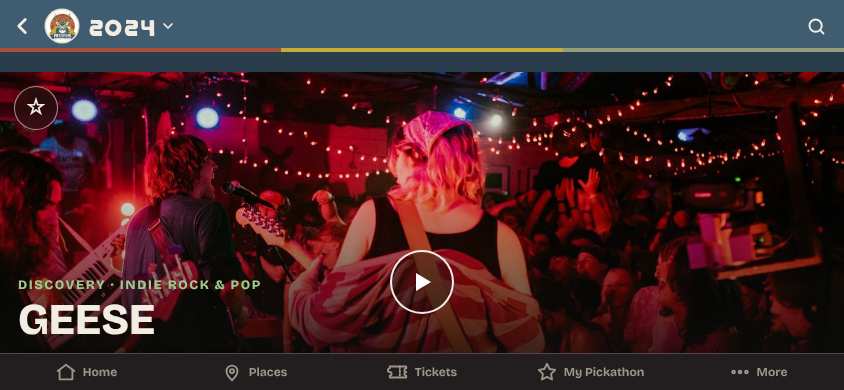 2024
DISCOVERY · INDIE ROCK & POP
GEESE
Home
Places
Tickets
My Pickathon
More